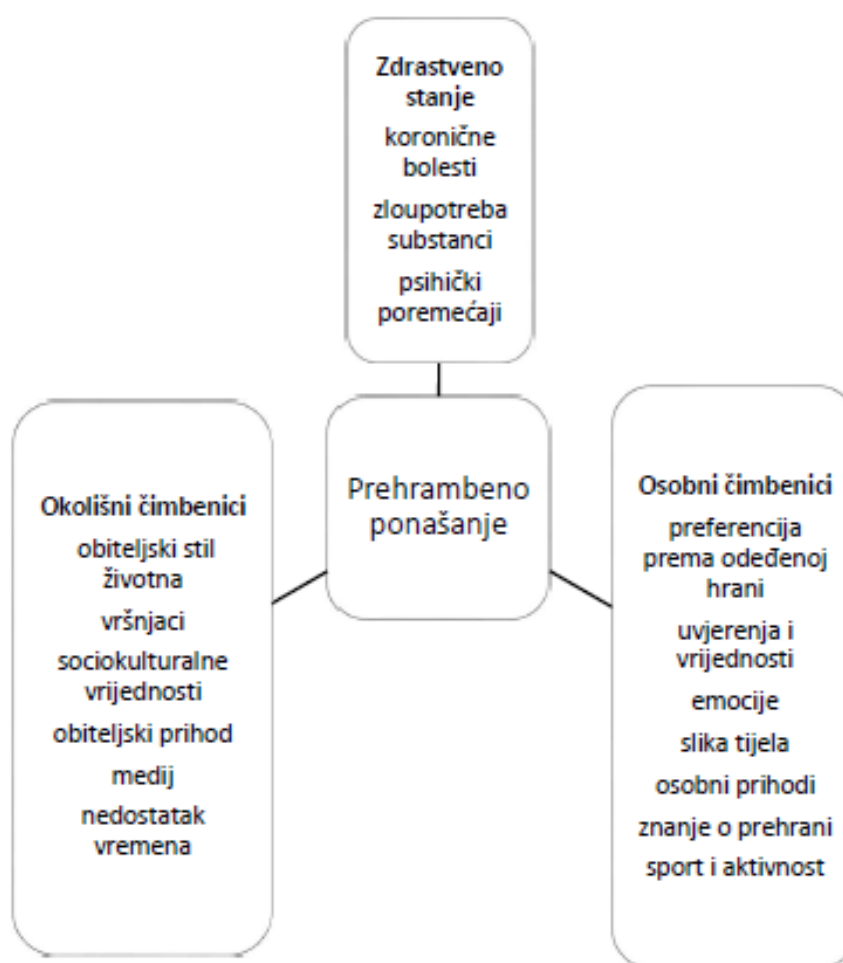 Zdrastveno
stanje
koronične
bolesti
zloupotreba
substanci
psihički
poremećaji
Prehrambeno
ponašanje
Okolišni čimbenici
obiteljski stil
životna
vršnjaci
sociokulturalne
vrijednosti
obiteljski prihod
medij
nedostatak
vremena
Osobni čimbenici
preferencija
prema odeđenoj
hrani
uvjerenja i
vrijednosti
emocije
slika tijela
osobni prihodi
znanje o prehrani
sport i aktivnost